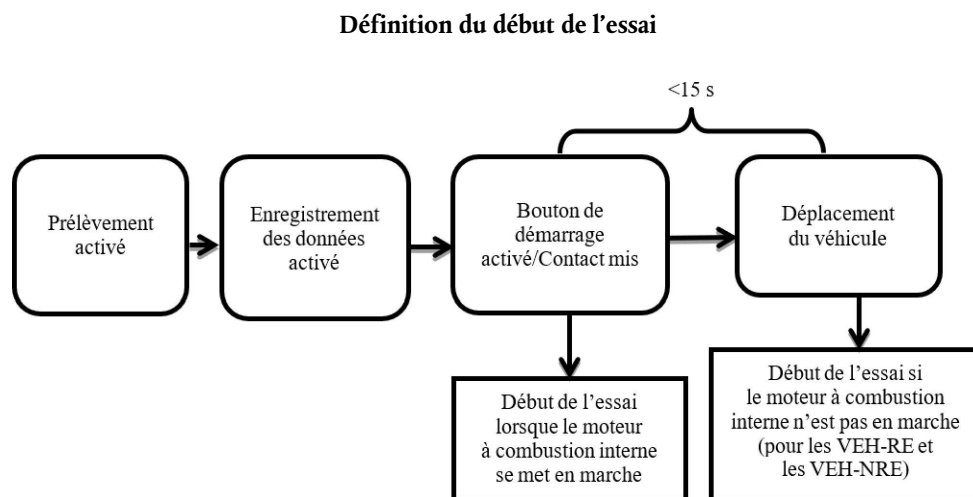 Définition du début de l'essai
<15 s
Prélèvement
activé
Enregistrement
des données
activé
Bouton de
démarrage
activé/Contact mis
Déplacement
du véhicule
Début de l'essai
lorsque le moteur
à combustion interne
se met en marche
Début de l'essai si
le moteur à combustion
interne n'est pas en marche
(pour les VEH-RE et
les VEH-NRE)